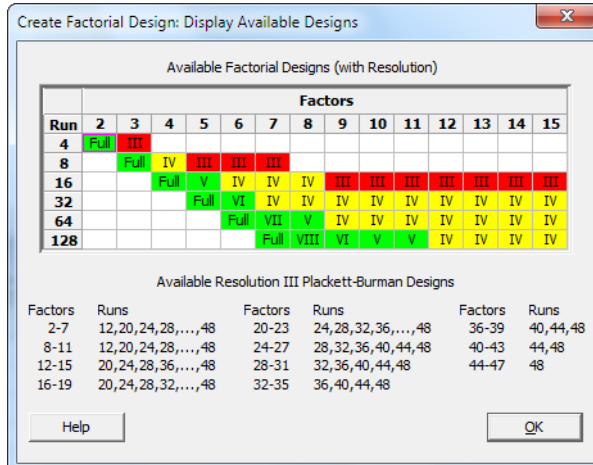 Create Factorial Design: Display Available Designs
Available Factorial Designs (with Resolution)
Factors
Run 2 3 4 5 6 7 8 9 10 11 12 13 14 15
4 Full III
8 Full IV III III III
16 Full V IV IV IV III III III III III III III
32 Full VI IV IV IV IV IV IV IV IV IV
64 Full VII V IV IV IV IV IV IV IV
128 Full VIII VI V V IV IV IV IV
Available Resolution III Plackett-Burman Designs
Factors Runs Factors Runs Factors Runs
2-7 12,20,24,28,...,48 20-23 24,28,32,36,...,48 36-39 40,44,48
8-11 12,20,24,28,...,48 24-27 28,32,36,40,44,48 40-43 44,48
12-15 20,24,28,36,...,48 28-31 32,36,40,44,48 44-47 48
16-19 20,24,28,32,...,48 32-35 36,40,44,48
Help OK